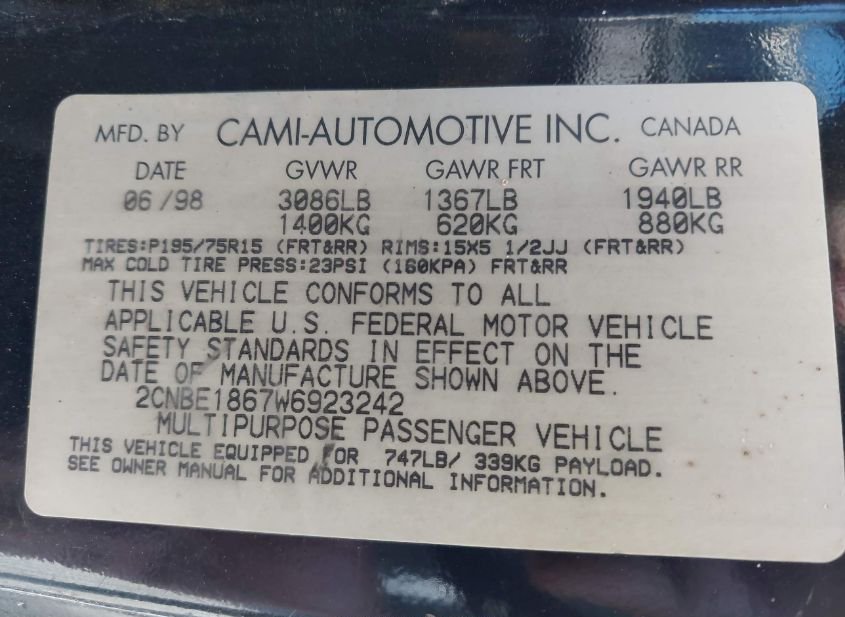 MFD. BY CAMI-AUTOMOTIVE INC. CANADA
DATE GVWR GAWR FRT GAWR RR
06/98 3086LB 1367LB 1940LB
1400KG 620KG 880KG
TIRES:P195/75R15 (FRT&RR) RIMS:15X5 1/2JJ (FRT&RR)
MAX COLD TIRE PRESS:23PSI (160KPA) FRT&RR
THIS VEHICLE CONFORMS TO ALL
APPLICABLE U.S. FEDERAL MOTOR VEHICLE
SAFETY STANDARDS IN EFFECT ON THE
DATE OF MANUFACTURE SHOWN ABOVE.
2CNBE1867W6923242
MULTIPURPOSE PASSENGER VEHICLE
THIS VEHICLE EQUIPPED FOR 747LB/ 339KG PAYLOAD.
SEE OWNER MANUAL FOR ADDITIONAL INFORMATION.